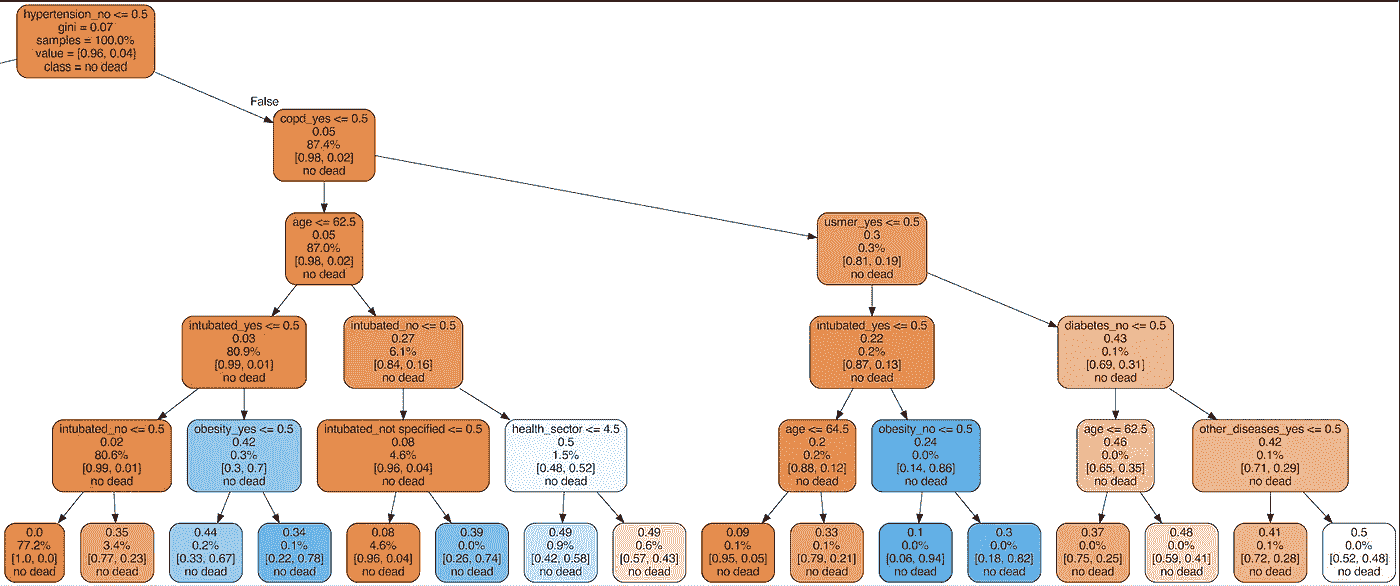 hypertension_no <= 0.5
gini = 0.07
samples = 100.0%
value = [0.96, 0.04]
class = no dead
False
copd_yes <= 0.5
0.05
87.4%
[0.98, 0.02]
no dead
age <= 62.5
0.05
87.0%
[0.98, 0.02]
no dead
usmer_yes <= 0.5
0.3
0.3%
[0.81, 0.19]
no dead
intubated_yes <= 0.5
0.03
80.9%
[0.99, 0.01]
no dead
intubated_no <= 0.5
0.27
6.1%
[0.84, 0.16]
no dead
intubated_yes <= 0.5
0.22
0.2%
[0.87, 0.13]
no dead
diabetes_no <= 0.5
0.43
0.1%
[0.69, 0.31]
no dead
intubated_no <= 0.5
0.02
80.6%
[0.99, 0.01]
no dead
obesity_yes <= 0.5
0.42
0.3%
[0.3, 0.7]
no dead
intubated_not specified <= 0.5
0.08
4.6%
[0.96, 0.04]
no dead
health_sector <= 4.5
0.5
1.5%
[0.48, 0.52]
no dead
age <= 64.5
0.2
0.2%
[0.88, 0.12]
no dead
obesity_no <= 0.5
0.24
0.0%
[0.14, 0.86]
no dead
age <= 62.5
0.46
0.0%
[0.65, 0.35]
no dead
other_diseases_yes <= 0.5
0.42
0.1%
[0.71, 0.29]
no dead
0.0
77.2%
[1.0, 0.0]
no dead
0.35
3.4%
[0.77, 0.23]
no dead
0.44
0.2%
[0.33, 0.67]
no dead
0.34
0.1%
[0.22, 0.78]
no dead
0.08
4.6%
[0.96, 0.04]
no dead
0.39
0.0%
[0.26, 0.74]
no dead
0.49
0.9%
[0.42, 0.58]
no dead
0.49
0.6%
[0.57, 0.43]
no dead
0.09
0.1%
[0.95, 0.05]
no dead
0.33
0.1%
[0.79, 0.21]
no dead
0.1
0.0%
[0.06, 0.94]
no dead
0.3
0.0%
[0.18, 0.82]
no dead
0.37
0.0%
[0.75, 0.25]
no dead
0.48
0.0%
[0.59, 0.41]
no dead
0.41
0.1%
[0.72, 0.28]
no dead
0.5
0.0%
[0.52, 0.48]
no dead